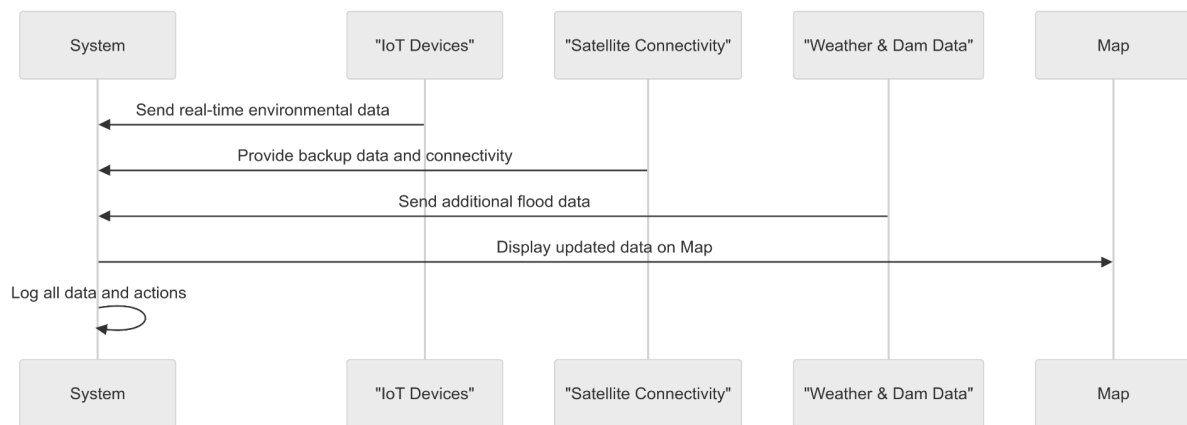 System
"IoT Devices"
"Satellite Connectivity"
"Weather & Dam Data"
Map
Send real-time environmental data
Provide backup data and connectivity
Send additional flood data
Display updated data on Map
Log all data and actions
System
"IoT Devices"
"Satellite Connectivity"
"Weather & Dam Data"
Map